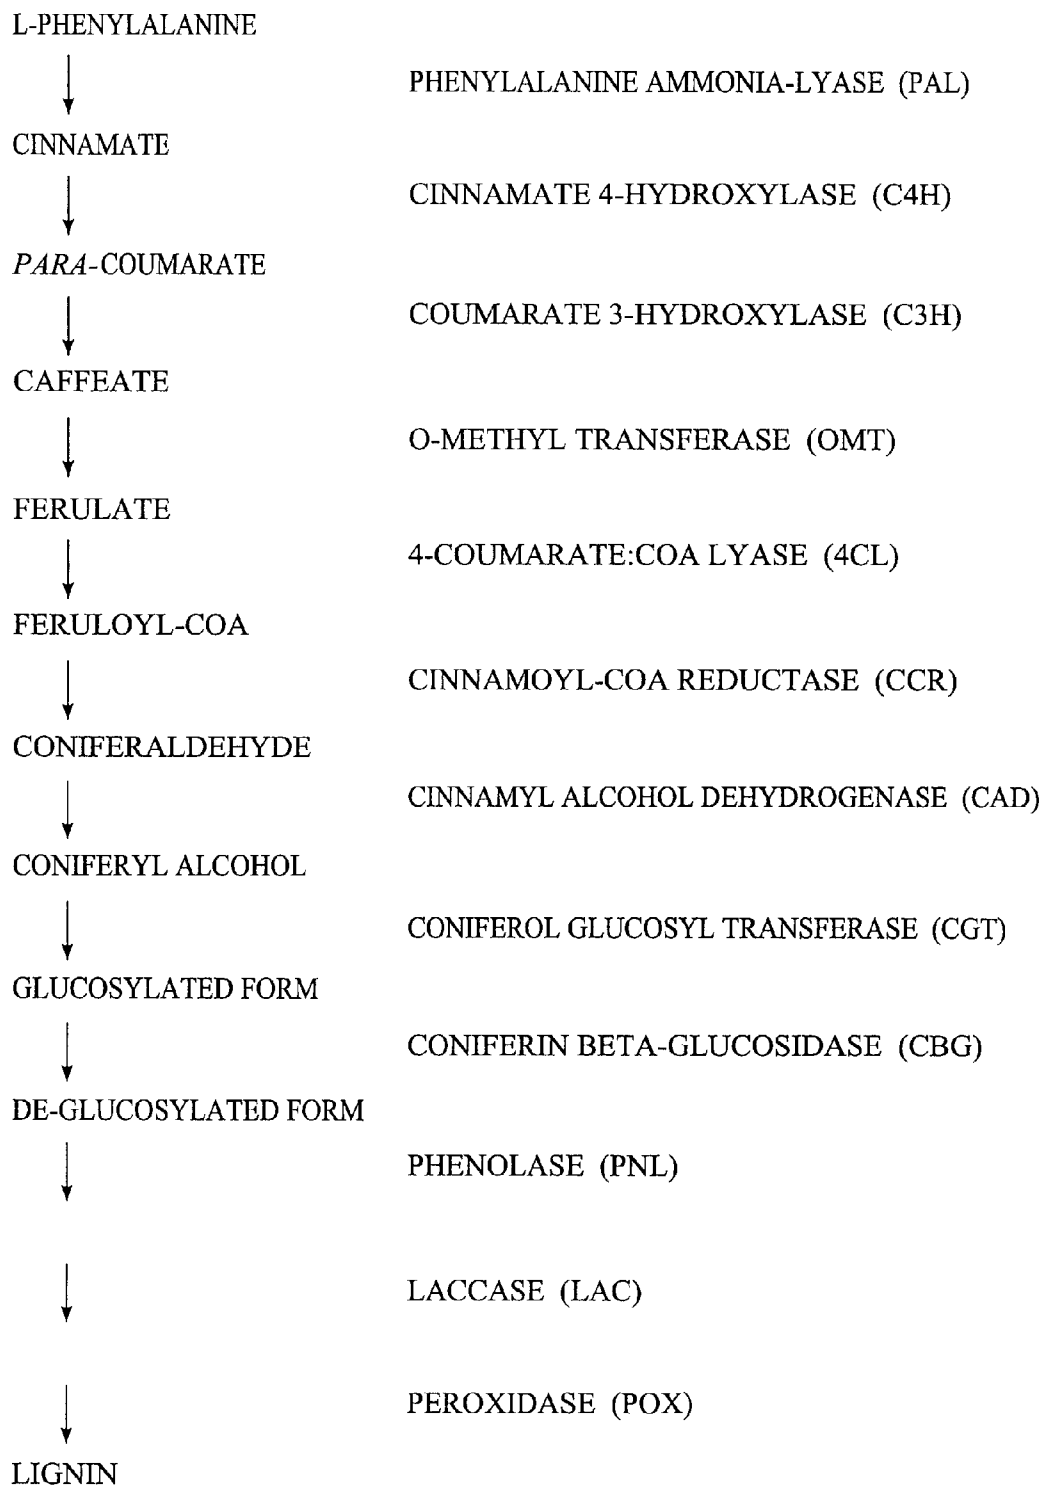 L-PHENYLALANINE
PHENYLALANINE AMMONIA-LYASE (PAL)
CINNAMATE
CINNAMATE 4-HYDROXYLASE (C4H)
PARA-COUMARATE
COUMARATE 3-HYDROXYLASE (C3H)
CAFFEATE
O-METHYL TRANSFERASE (OMT)
FERULATE
4-COUMARATE:COA LYASE (4CL)
FERULOYL-COA
CINNAMOYL-COA REDUCTASE (CCR)
CONIFERALDEHYDE
CINNAMYL ALCOHOL DEHYDROGENASE (CAD)
CONIFERYL ALCOHOL
CONIFEROL GLUCOSYL TRANSFERASE (CGT)
GLUCOSYLATED FORM
CONIFERIN BETA-GLUCOSIDASE (CBG)
DE-GLUCOSYLATED FORM
PHENOLASE (PNL)
LACCASE (LAC)
PEROXIDASE (POX)
LIGNIN